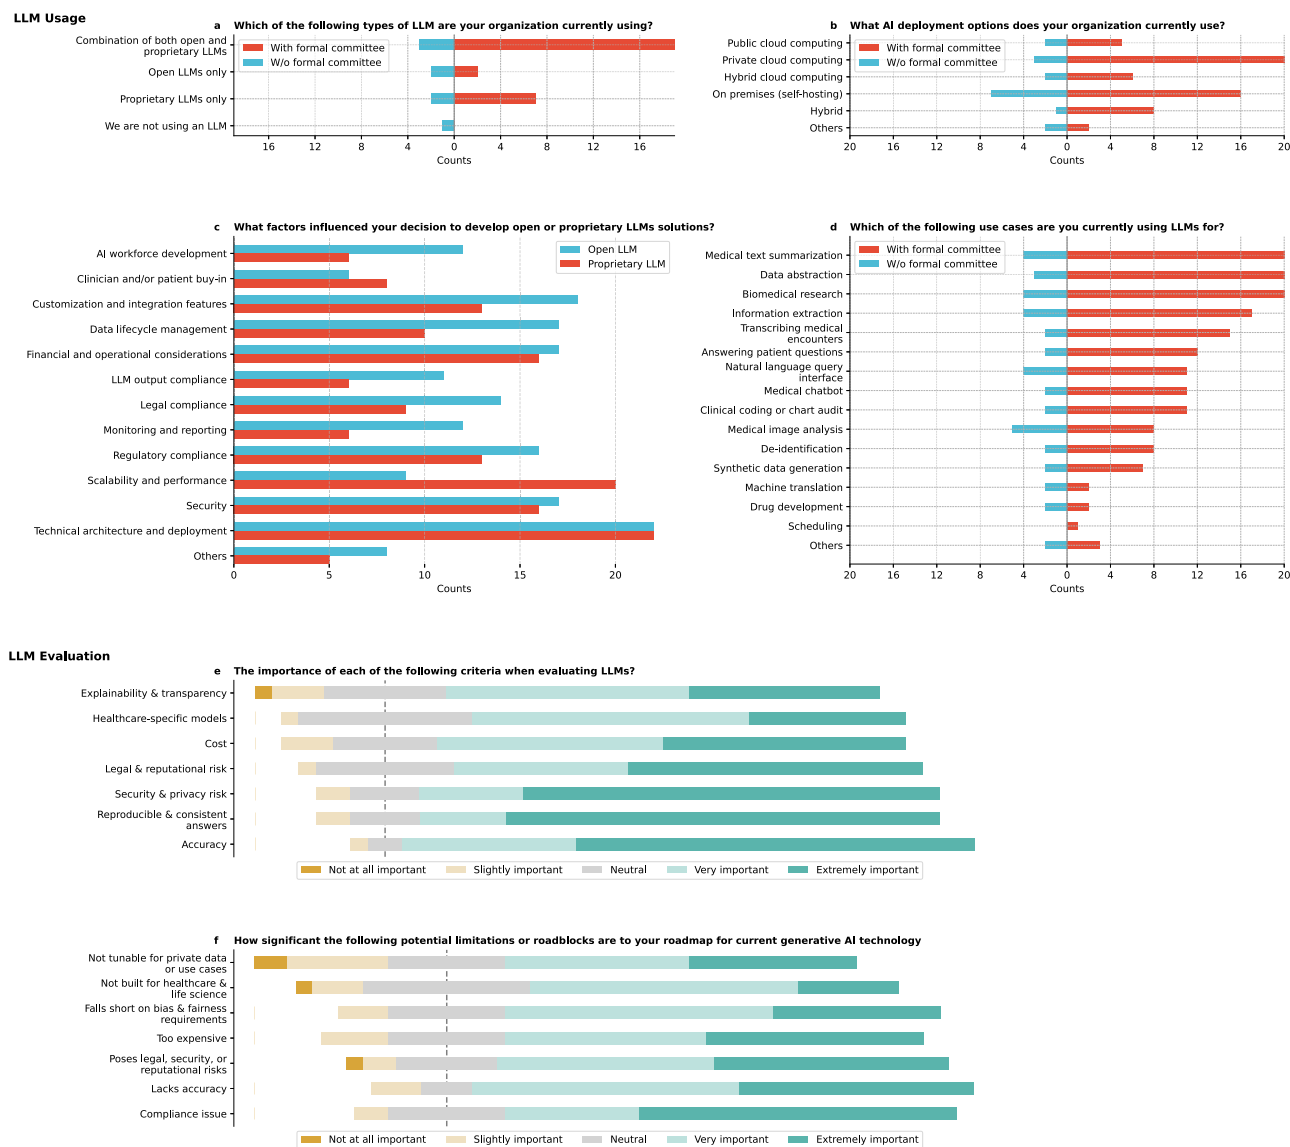 LLM Usage
a Which of the following types of LLM are your organization currently using?
Combination of both open and
proprietary LLMs
Open LLMs only
Proprietary LLMs only
We are not using an LLM
With formal committee
W/o formal committee
16 12 8 4 0 4 8 12 16
Counts
b What AI deployment options does your organization currently use?
Public cloud computing
Private cloud computing
Hybrid cloud computing
On premises (self-hosting)
Hybrid
Others
With formal committee
W/o formal committee
20 16 12 8 4 0 4 8 12 16 20
Counts
c What factors influenced your decision to develop open or proprietary LLMs solutions?
AI workforce development
Clinician and/or patient buy-in
Customization and integration features
Data lifecycle management
Financial and operational considerations
LLM output compliance
Legal compliance
Monitoring and reporting
Regulatory compliance
Scalability and performance
Security
Technical architecture and deployment
Others
Open LLM
Proprietary LLM
0 5 10 15 20
Counts
d Which of the following use cases are you currently using LLMs for?
Medical text summarization
Data abstraction
Biomedical research
Information extraction
Transcribing medical
encounters
Answering patient questions
Natural language query
interface
Medical chatbot
Clinical coding or chart audit
Medical image analysis
De-identification
Synthetic data generation
Machine translation
Drug development
Scheduling
Others
With formal committee
W/o formal committee
20 16 12 8 4 0 4 8 12 16 20
Counts
LLM Evaluation
e The importance of each of the following criteria when evaluating LLMs?
Explainability & transparency
Healthcare-specific models
Cost
Legal & reputational risk
Security & privacy risk
Reproducible & consistent
answers
Accuracy
Not at all important Slightly important Neutral Very important Extremely important
f How significant the following potential limitations or roadblocks are to your roadmap for current generative AI technology
Not tunable for private data
or use cases
Not built for healthcare &
life science
Falls short on bias & fairness
requirements
Too expensive
Poses legal, security, or
reputational risks
Lacks accuracy
Compliance issue
Not at all important Slightly important Neutral Very important Extremely important